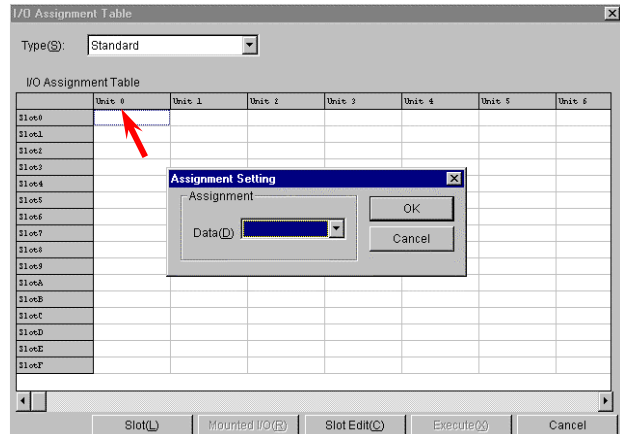 I/O Assignment Table
Type(S): Standard
I/O Assignment Table
Unit 0 Unit 1 Unit 2 Unit 3 Unit 4 Unit 5 Unit 6
Slot0
Slot1
Slot2
Slot3
Slot4
Slot5
Slot6
Slot7
Slot8
Slot9
SlotA
SlotB
SlotC
SlotD
SlotE
SlotF
Assignment Setting
Assignment
Data(D)
OK
Cancel
Slot(L) Mounted I/O(R) Slot Edit(C) Execute(X) Cancel